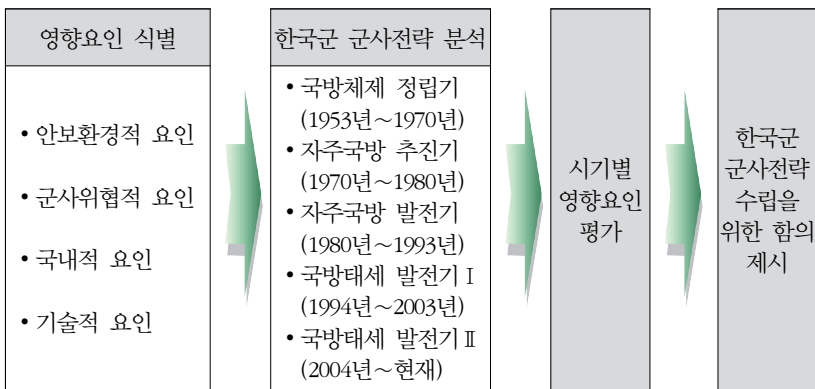 영향요인 식별
• 안보환경적 요인
• 군사위협적 요인
• 국내적 요인
• 기술적 요인
한국군 군사전략 분석
• 국방체제 정립기
(1953년～1970년)
• 자주국방 추진기
(1970년～1980년)
• 자주국방 발전기
(1980년～1993년)
• 국방태세 발전기Ⅰ
(1994년～2003년)
• 국방태세 발전기Ⅱ
(2004년～현재)
시기별
영향요인
평가
한국군
군사전략
수립을
위한 함의
제시